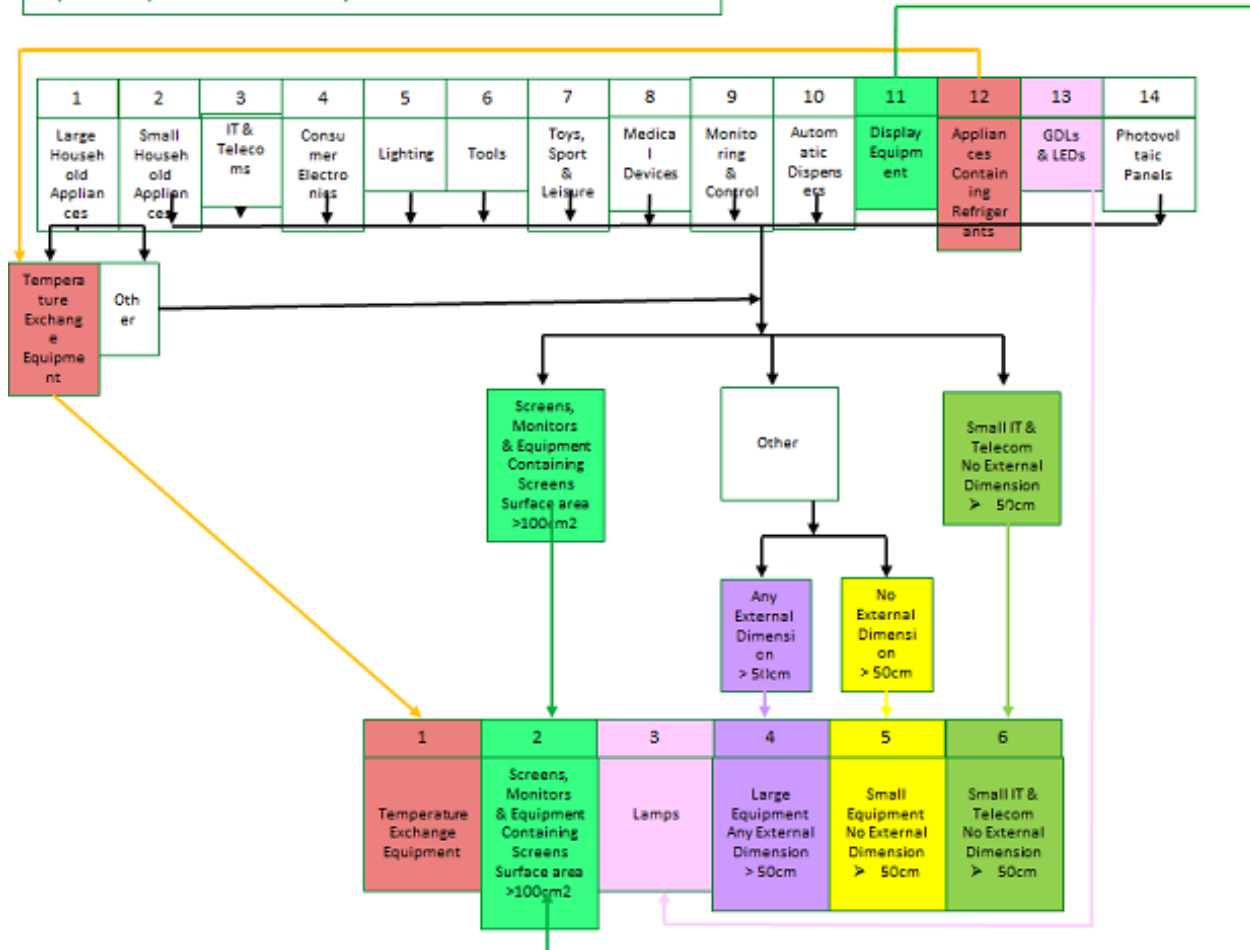 1
Large
Househ
old
Applian
ces
2
Small
Househ
old
Applian
ces
3
IT &
Teleco
ms
4
Consu
mer
Electro
nics
5
Lighting
6
Tools
7
Toys,
Sport
&
Leisure
8
Medica
l
Devices
9
Monito
ring
&
Control
10
Autom
atic
Dispens
ers
11
Display
Equipm
ent
12
Applian
ces
Contain
ing
Refriger
ants
13
GDLs
& LEDs
14
Photovol
taic
Panels
Tempera
ture
Exchang
e
Equipme
nt
Oth
er
Screens,
Monitors
& Equipment
Containing
Screens
Surface area
>100cm2
Other
Small IT &
Telecom
No External
Dimension
➢ 50cm
Any
External
Dimensi
on
> 50cm
No
External
Dimensi
on
> 50cm
1
Temperature
Exchange
Equipment
2
Screens,
Monitors
& Equipment
Containing
Screens
Surface area
>100cm2
3
Lamps
4
Large
Equipment
Any External
Dimension
> 50cm
5
Small
Equipment
No External
Dimension
➢ 50cm
6
Small IT &
Telecom
No External
Dimension
➢ 50cm